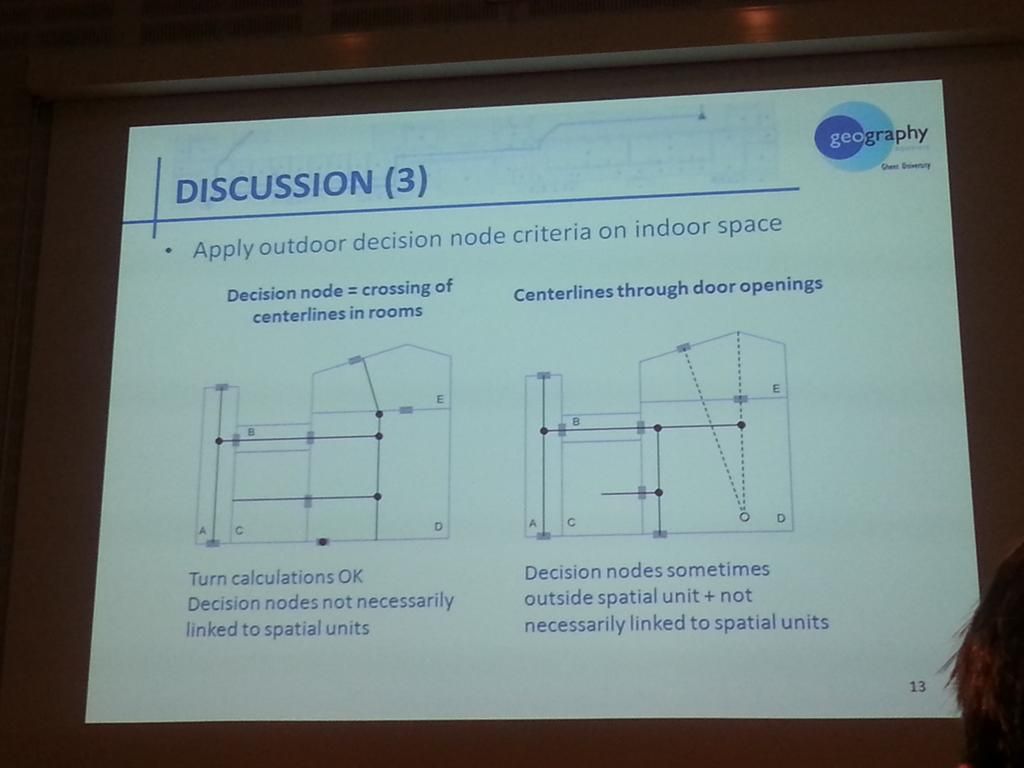 geography
Ghent University
DISCUSSION (3)
• Apply outdoor decision node criteria on indoor space
Decision node = crossing of
centerlines in rooms
Centerlines through door openings
E
B
A
C
D
E
B
A
C
D
Turn calculations OK
Decision nodes not necessarily
linked to spatial units
Decision nodes sometimes
outside spatial unit + not
necessarily linked to spatial units
13